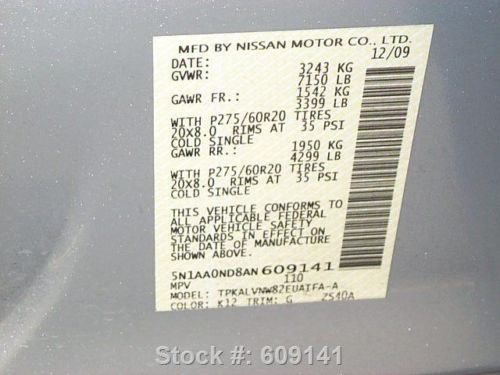 MFD BY NISSAN MOTOR CO., LTD.
DATE: 12/09
GVWR: 3243 KG
7150 LB
GAWR FR.: 1542 KG
3399 LB
WITH P275/60R20 TIRES
20X8.0 RIMS AT 35 PSI
COLD SINGLE
GAWR RR.: 1950 KG
4299 LB
WITH P275/60R20 TIRES
20X8.0 RIMS AT 35 PSI
COLD SINGLE
THIS VEHICLE CONFORMS TO
ALL APPLICABLE FEDERAL
MOTOR VEHICLE SAFETY
STANDARDS IN EFFECT ON THE
DATE OF MANUFACTURE
5N1AA0ND8AN609141
MPV 110
MODEL: TPKALVNW82EUAIFA-A
COLOR: K12 TRIM: G Z540A
Stock #: 609141